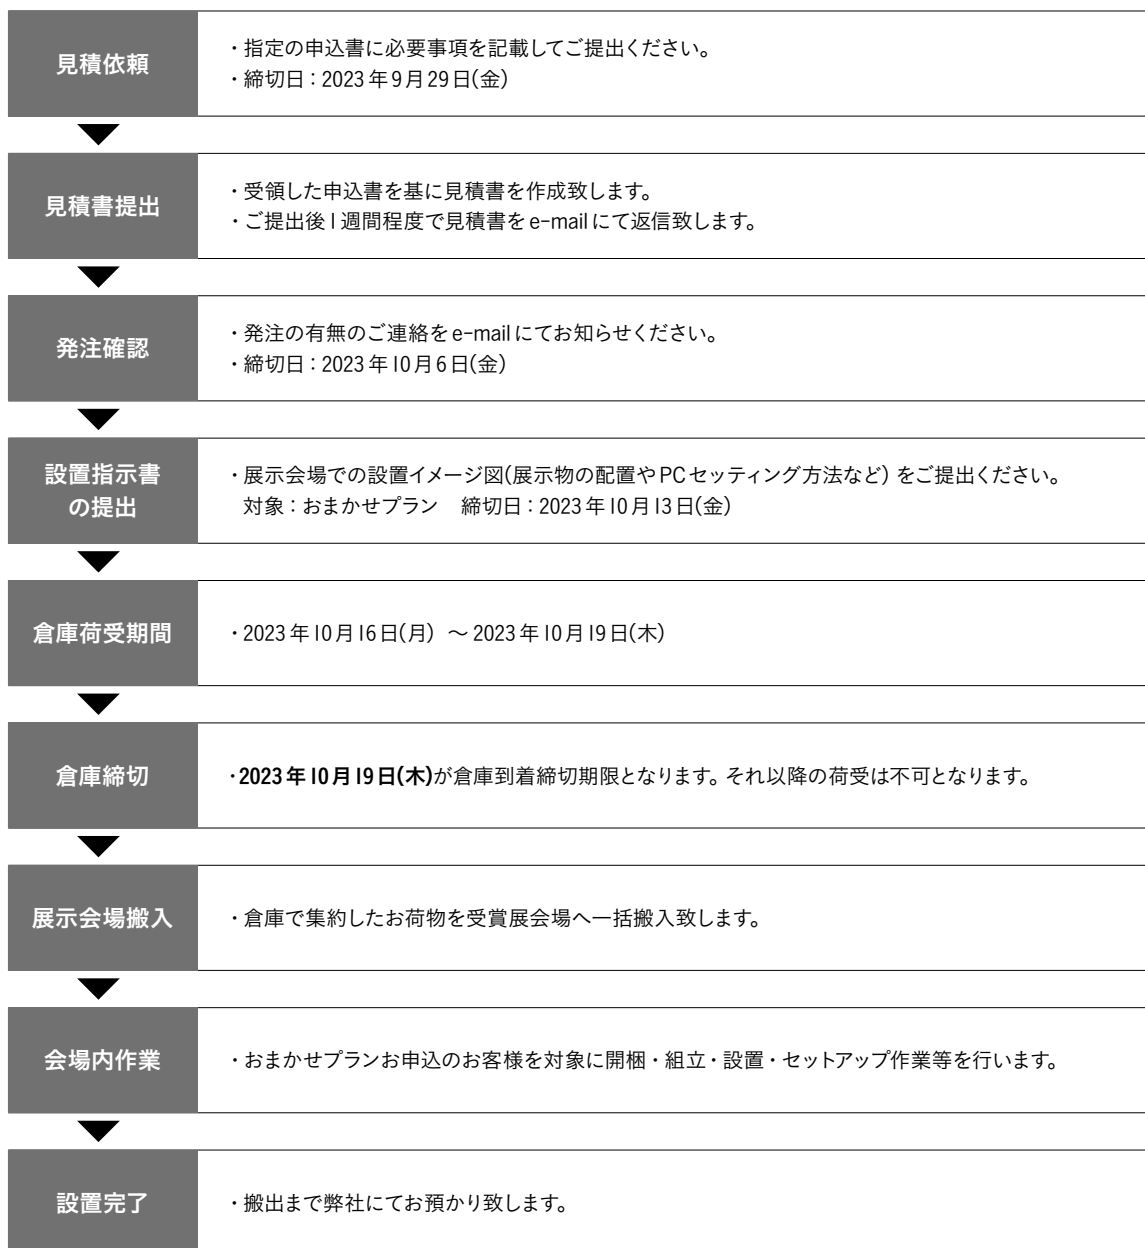 見積依頼
・指定の申込書に必要事項を記載してご提出ください。
・締切日：2023年9月29日(金)
見積書提出
・受領した申込書を基に見積書を作成致します。
・ご提出後1週間程度で見積書をe-mailにて返信致します。
発注確認
・発注の有無のご連絡をe-mailにてお知らせください。
・締切日：2023年10月6日(金)
設置指示書
の提出
・展示会場での設置イメージ図(展示物の配置やPCセッティング方法など)をご提出ください。
対象：おまかせプラン　締切日：2023年10月13日(金)
倉庫荷受期間
・2023年10月16日(月) ～2023年10月19日(木)
倉庫締切
・2023年10月19日(木)が倉庫到着締切期限となります。それ以降の荷受は不可となります。
展示会場搬入
・倉庫で集約したお荷物を受賞展会場へ一括搬入致します。
会場内作業
・おまかせプランお申込のお客様を対象に開梱・組立・設置・セットアップ作業等を行います。
設置完了
・搬出まで弊社にてお預かり致します。